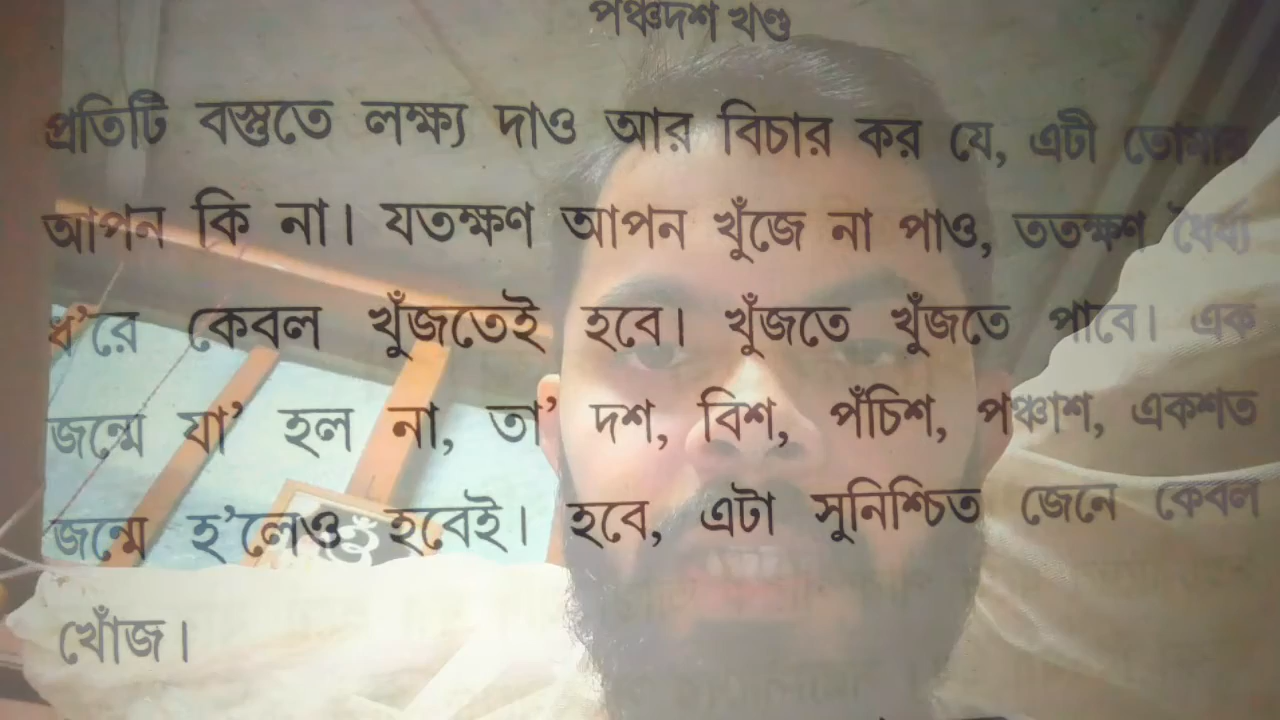 পঞ্চদশ খণ্ড
প্রতিটি বস্তুতে লক্ষ্য দাও আর বিচার কর যে, এটী তোমার
আপন কি না। যতক্ষণ আপন খুঁজে না পাও, ততক্ষণ ধৈর্য্য
ধ'রে কেবল খুঁজতেই হবে। খুঁজতে খুঁজতে পাবে। এক
জন্মে যা' হল না, তা' দশ, বিশ, পঁচিশ, পঞ্চাশ, একশত
জন্মে হ'লেও হবেই। হবে, এটা সুনিশ্চিত জেনে কেবল
খোঁজ।